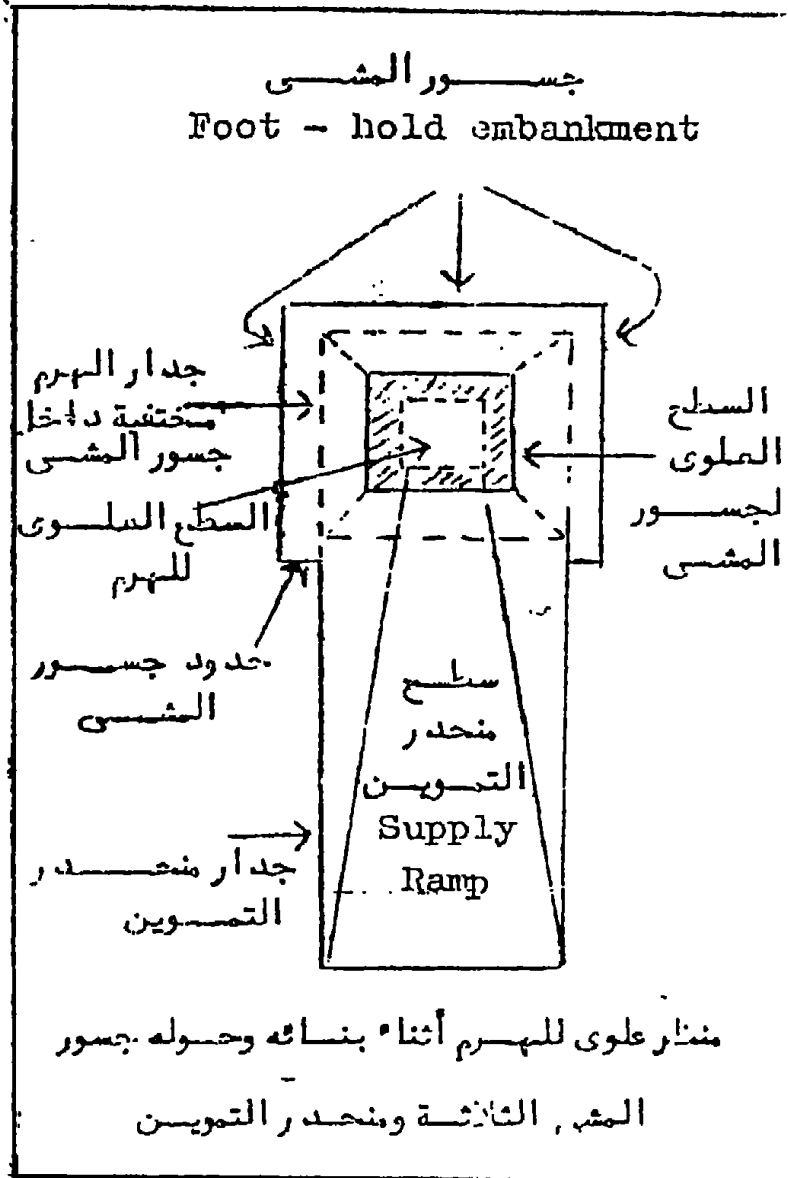 جسور المشى
Foot - hold embankment
جدار الهرم
مختفية داخل
جسور المشى
السطح العلوى
للهرم
السطح
العلوى
لجسور
المشى
حدود جسور
المشى
سطح
منحدر
التموين
Supply
Ramp
جدار منحدر
التموين
منظر علوى للهرم أثناء بنائه وحوله جسور
المشى الثلاثة ومنحدر التموين